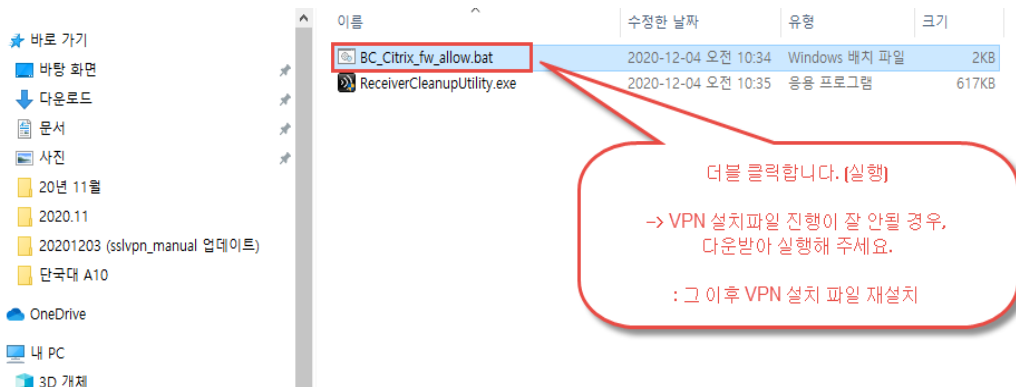 바로 가기
바탕 화면
다운로드
문서
사진
20년 11월
2020.11
20201203 (sslvpn_manual 업데이트)
단국대 A10
OneDrive
내 PC
3D 개체
이름 수정한 날짜 유형 크기
BC_Citrix_fw_allow.bat 2020-12-04 오전 10:34 Windows 배치 파일 2KB
ReceiverCleanupUtility.exe 2020-12-04 오전 10:35 응용 프로그램 617KB
더블 클릭합니다. (실행)
-> VPN 설치파일 진행이 잘 안될 경우,
다운받아 실행해 주세요.
: 그 이후 VPN 설치 파일 재설치